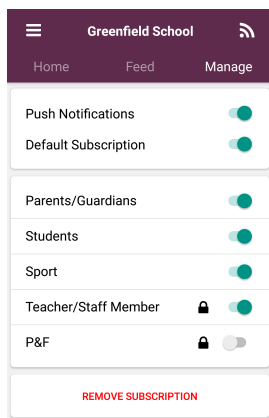 Greenfield School
Home Feed Manage
Push Notifications
Default Subscription
Parents/Guardians
Students
Sport
Teacher/Staff Member
P&F
REMOVE SUBSCRIPTION